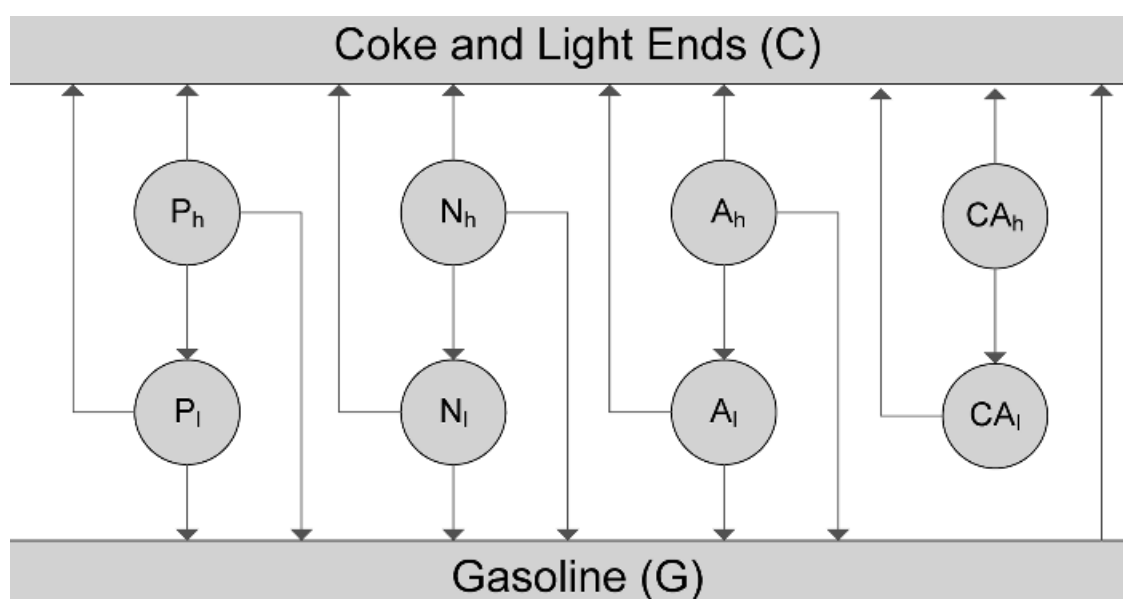 Coke and Light Ends (C)
Ph Nh Ah CAh
Pl Nl Al CAl
Gasoline (G)